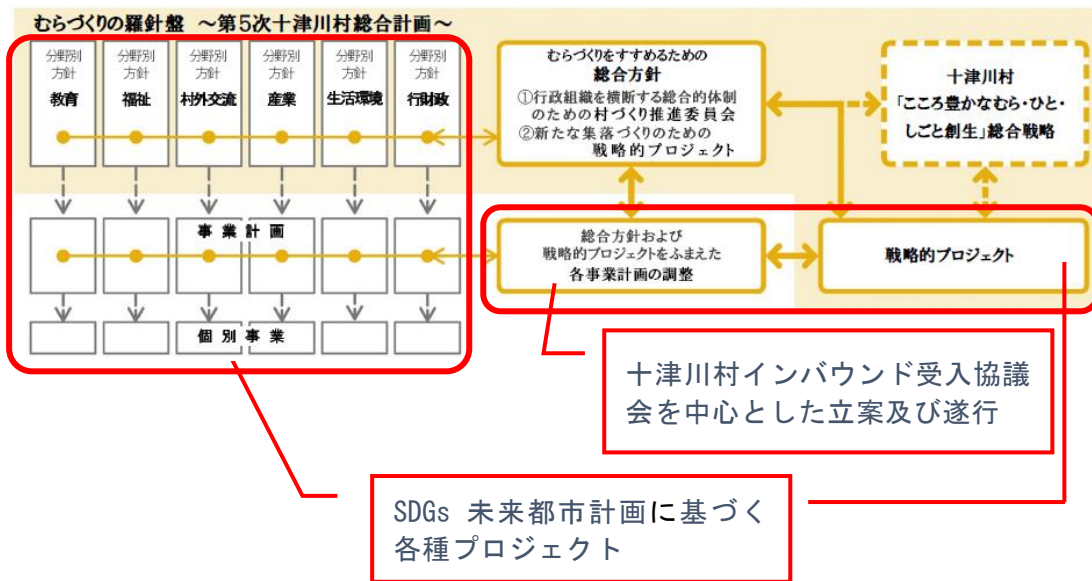 むらづくりの羅針盤 ～第5次十津川村総合計画～
分野別
方針
教育
分野別
方針
福祉
分野別
方針
村外交流
分野別
方針
産業
分野別
方針
生活環境
分野別
方針
行財政
むらづくりをすすめるための
総合方針
①行政組織を横断する総合的体制
のための村づくり推進委員会
②新たな集落づくりのための
戦略的プロジェクト
十津川村
「こころ豊かなむら・ひと・
しごと創生」総合戦略
事業計画
総合方針および
戦略的プロジェクトをふまえた
各事業計画の調整
戦略的プロジェクト
個別事業
十津川村インバウンド受入協議
会を中心とした立案及び遂行
SDGs 未来都市計画に基づく
各種プロジェクト